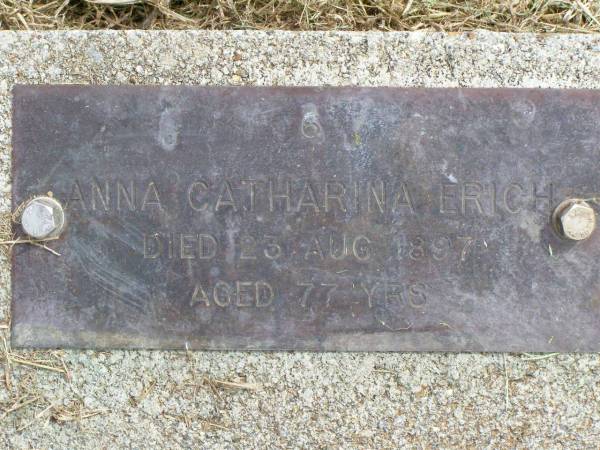 6
ANNA CATHARINA ERICH
DIED 23 AUG 1897
AGED 77 YRS